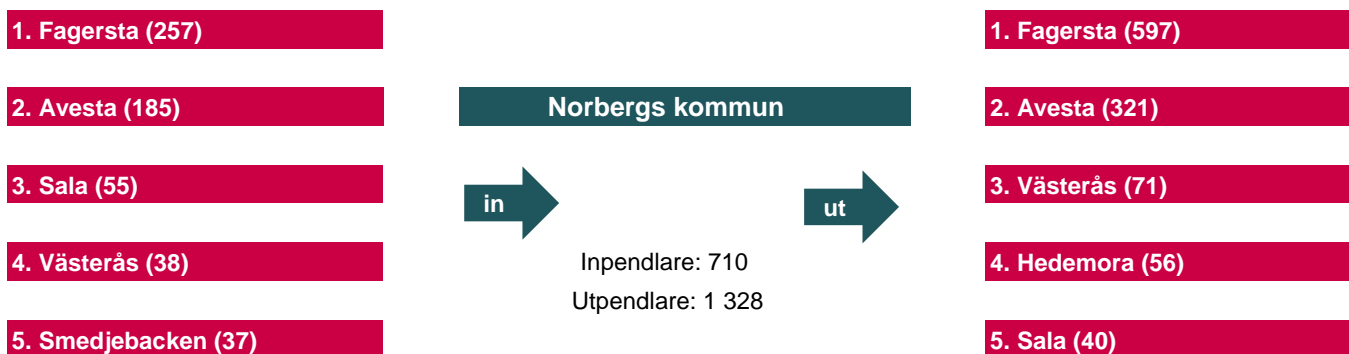 1. Fagersta (257)
2. Avesta (185)
3. Sala (55)
4. Västerås (38)
5. Smedjebacken (37)
Norbergs kommun
in
ut
Inpendlare: 710
Utpendlare: 1 328
1. Fagersta (597)
2. Avesta (321)
3. Västerås (71)
4. Hedemora (56)
5. Sala (40)